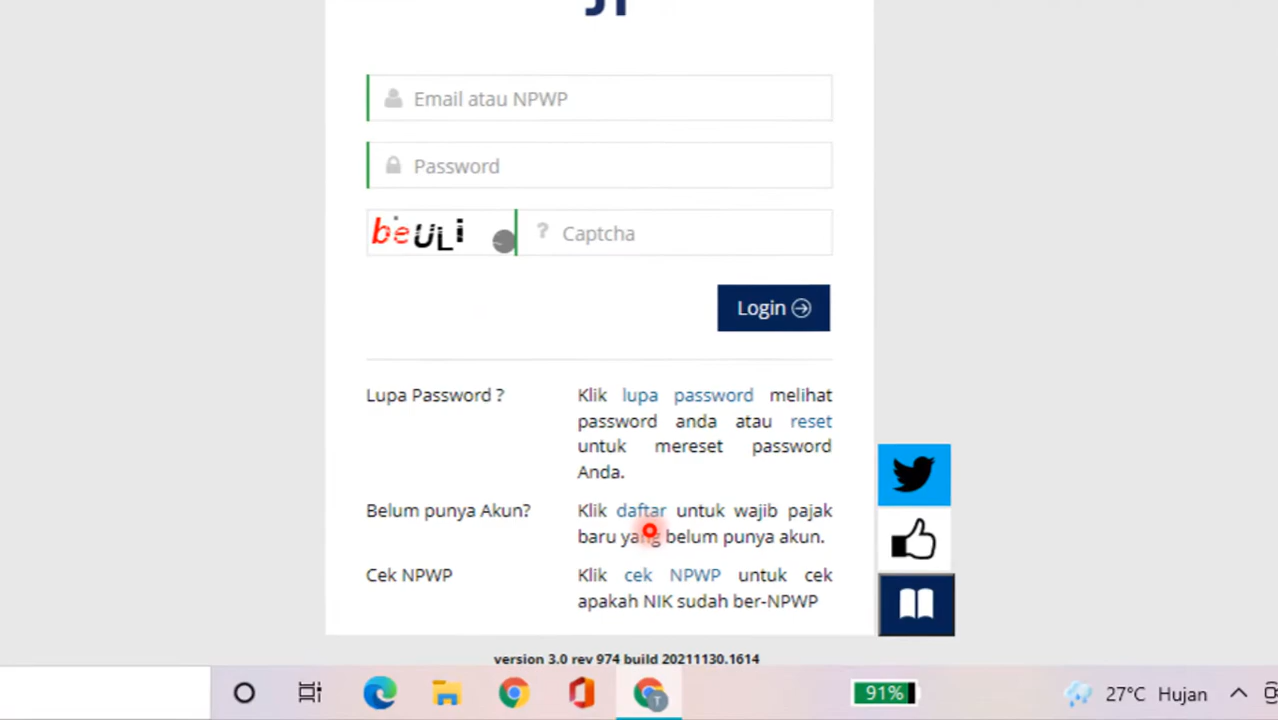 Email atau NPWP
Password
beULi
? Captcha
Login
Lupa Password ?
Klik lupa password melihat
password anda atau reset
untuk mereset password
Anda.
Belum punya Akun?
Klik daftar untuk wajib pajak
baru yang belum punya akun.
Cek NPWP
Klik cek NPWP untuk cek
apakah NIK sudah ber-NPWP
version 3.0 rev 974 build 20211130.1614
T
91%
27°C Hujan